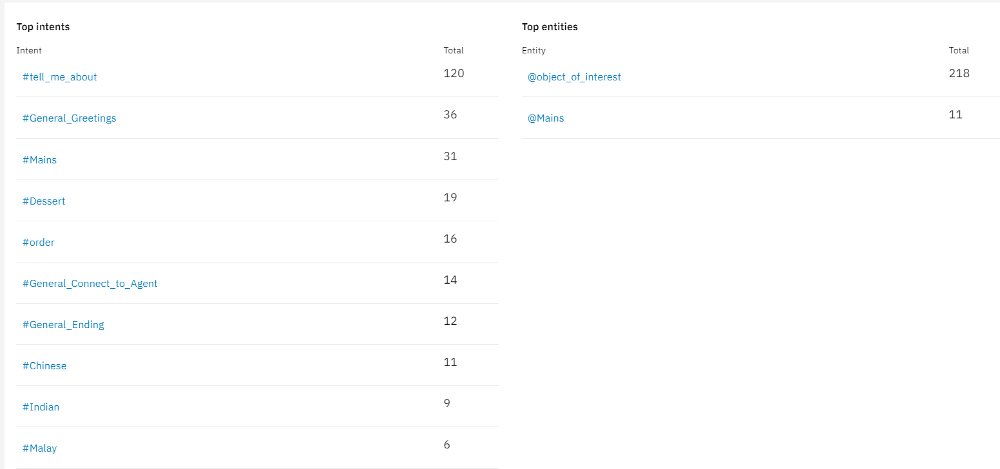 Top intents
Intent Total
#tell_me_about 120
#General_Greetings 36
#Mains 31
#Dessert 19
#order 16
#General_Connect_to_Agent 14
#General_Ending 12
#Chinese 11
#Indian 9
#Malay 6
Top entities
Entity Total
@object_of_interest 218
@Mains 11